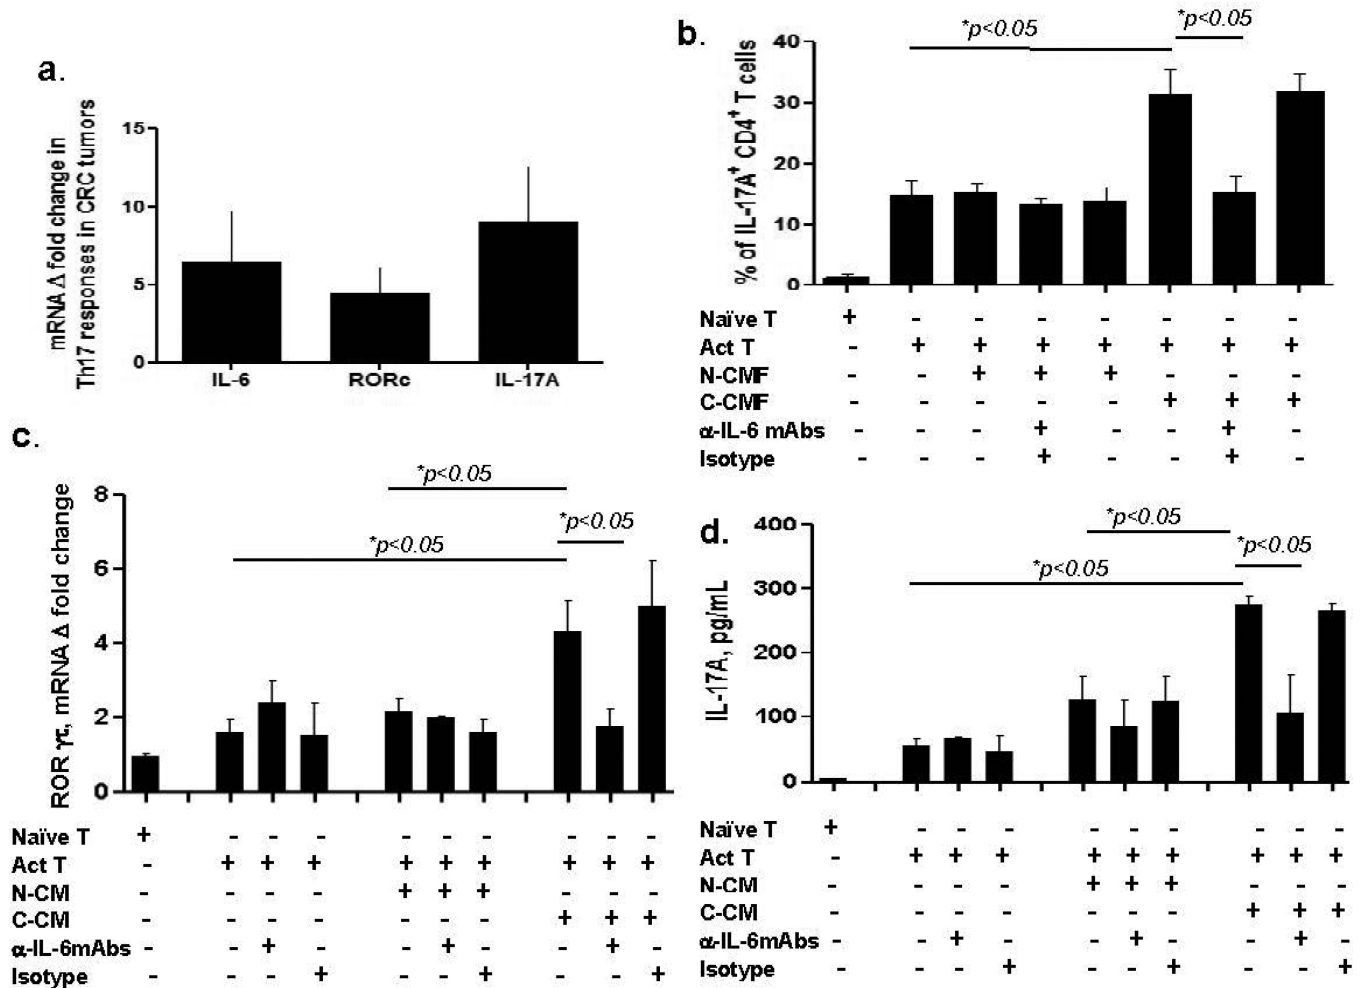 a.
mRNA Δ fold change in
Th17 responses in CRC tumors
15
10
5
0
IL-6 RORc IL-17A
b.
*p<0.05 *p<0.05
% of IL-17A⁺ CD4⁺ T cells
40
30
20
10
0
Naïve T + - - - - - - -
Act T - + + + + + + +
N-CMF - - + + + - - -
C-CMF - - - - - + + +
α-IL-6 mAbs - - - + - - + -
Isotype - - - + - - + -
c.
*p<0.05
*p<0.05
*p<0.05
ROR γτ, mRNA Δ fold change
8
6
4
2
0
Naïve T + - - - - - - - - -
Act T - + + + + + + + + +
N-CM - - - - + + + - - -
C-CM - - - - - - - + + +
α-IL-6mAbs - - + - - + - - + -
Isotype - - - + - - + - - +
d.
*p<0.05
*p<0.05
*p<0.05
IL-17A, pg/mL
400
300
200
100
0
Naïve T + - - - - - - - - -
Act T - + + + + + + + + +
N-CM - - - - + + + - - -
C-CM - - - - - - - + + +
α-IL-6mAbs - - + - - + - - + -
Isotype - - - + - - + - - +